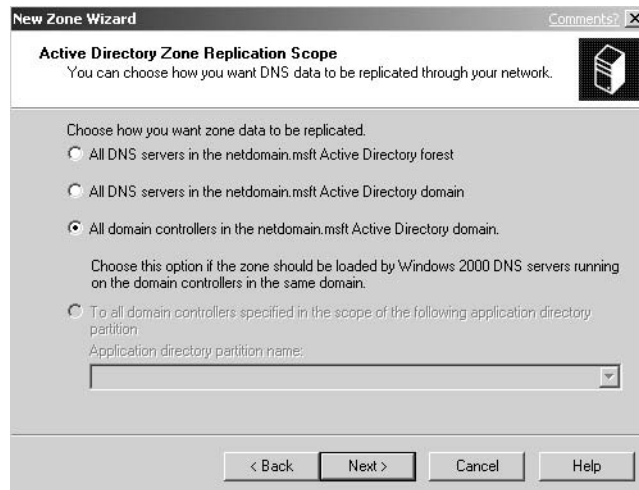 New Zone Wizard
Comments?
Active Directory Zone Replication Scope
You can choose how you want DNS data to be replicated through your network.
Choose how you want zone data to be replicated.
All DNS servers in the netdomain.msft Active Directory forest
All DNS servers in the netdomain.msft Active Directory domain
All domain controllers in the netdomain.msft Active Directory domain.
Choose this option if the zone should be loaded by Windows 2000 DNS servers running
on the domain controllers in the same domain.
To all domain controllers specified in the scope of the following application directory
partition
Application directory partition name:
< Back
Next >
Cancel
Help